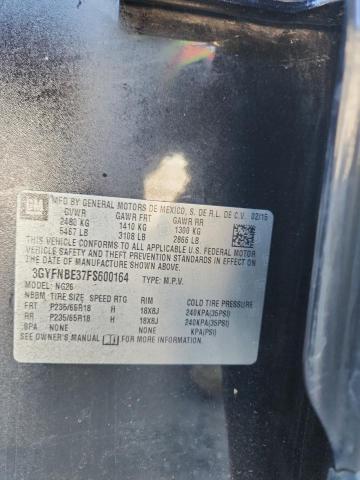 GM
MFD BY GENERAL MOTORS DE MEXICO, S. DE R.L. DE C.V. 02/15
GVWR GAWR FRT GAWR RR
2480 KG 1410 KG 1300 KG
5467 LB 3108 LB 2866 LB
THIS VEHICLE CONFORMS TO ALL APPLICABLE U.S. FEDERAL MOTOR
VEHICLE SAFETY AND THEFT PREVENTION STANDARDS IN EFFECT ON THE
DATE OF MANUFACTURE SHOWN ABOVE.
3GYFNBE37FS600164 TYPE: M.P.V.
MODEL: NG26
NBBM TIRE SIZE SPEED RTG RIM COLD TIRE PRESSURE
FRT P235/65R18 H 18X8J 240KPA(35PSI)
RR P235/65R18 H 18X8J 240KPA(35PSI)
SPA NONE NONE KPA(PSI)
SEE OWNER'S MANUAL FOR MORE INFORMATION.